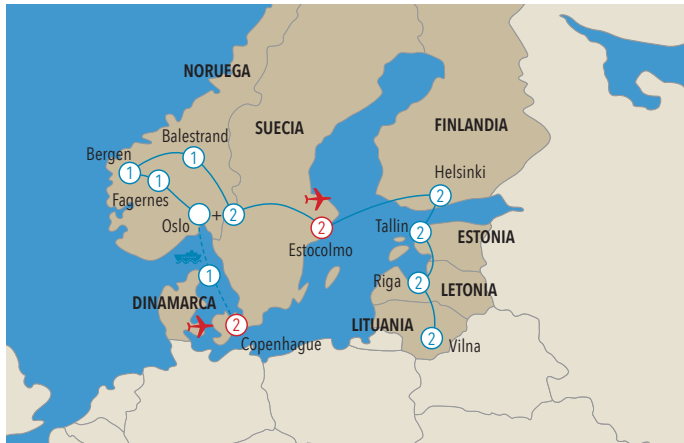 NORUEGA
SUECIA
FINLANDIA
Balestrand
Bergen
1
1
1
Fagernes
Helsinki
2
Oslo
+
2
2
Estocolmo
Tallin
2
ESTONIA
1
Riga
2
LETONIA
DINAMARCA
2
Copenhague
LITUANIA
2
Vilna